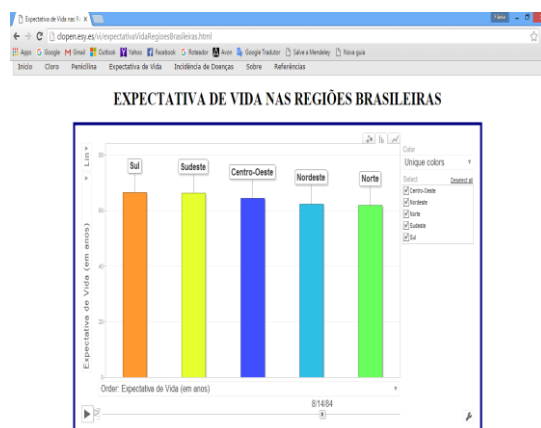 Expectativa de Vida nas Re
clopen.esy.es/vi/expectativaVidaRegioesBrasileiras.html
Apps Google Gmail Outlook Yahoo Facebook Roteador Avon Google Tradutor Salve a Mendeley Nova guia
Início Cloro Penicilina Expectativa de Vida Incidência de Doenças Sobre Referências
EXPECTATIVA DE VIDA NAS REGIÕES BRASILEIRAS
Lin
Expectativa de Vida (em anos)
80
60
40
20
0
Sul
Sudeste
Centro-Oeste
Nordeste
Norte
Color
Unique colors
Select Deselect all
Centro-Oeste
Nordeste
Norte
Sudeste
Sul
Order: Expectativa de Vida (em anos)
8/14/84